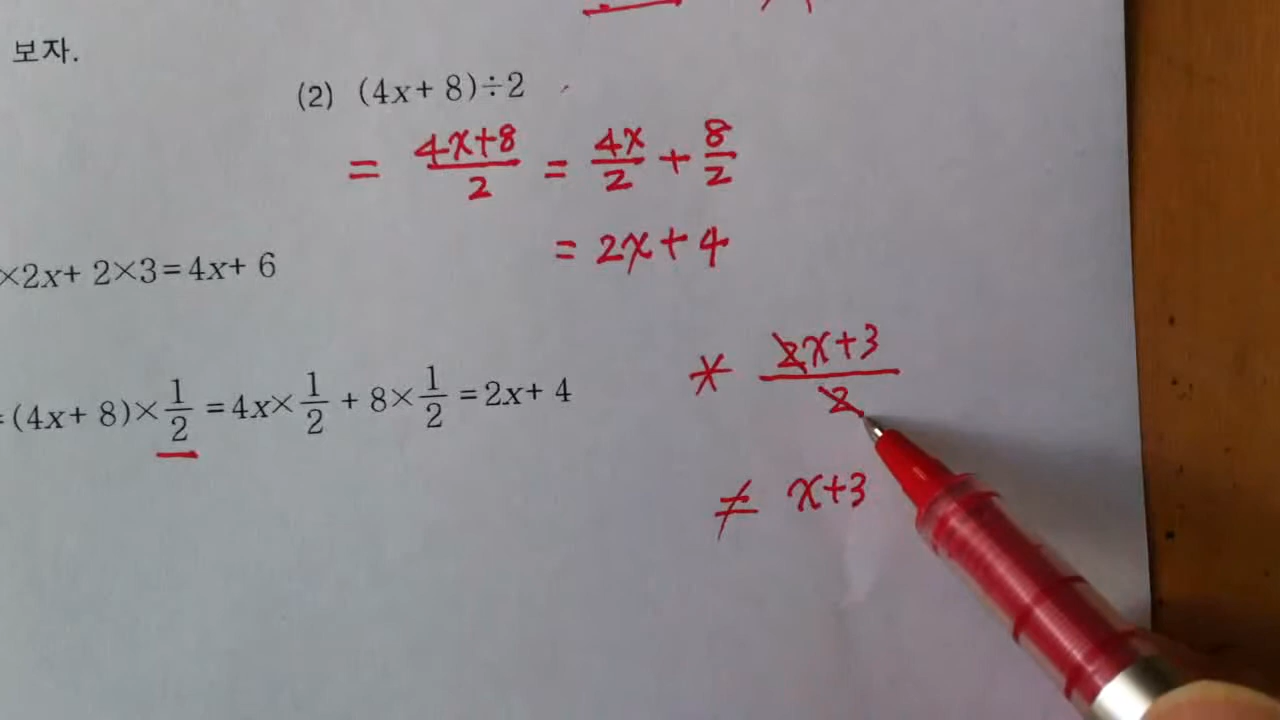 보자.
(2) (4x+8)÷2
= 4x+8/2 = 4x/2 + 8/2
= 2x+4
×2x+2×3=4x+6
* 2x+3/2
=(4x+8)×1/2=4x×1/2+8×1/2=2x+4
≠ x+3